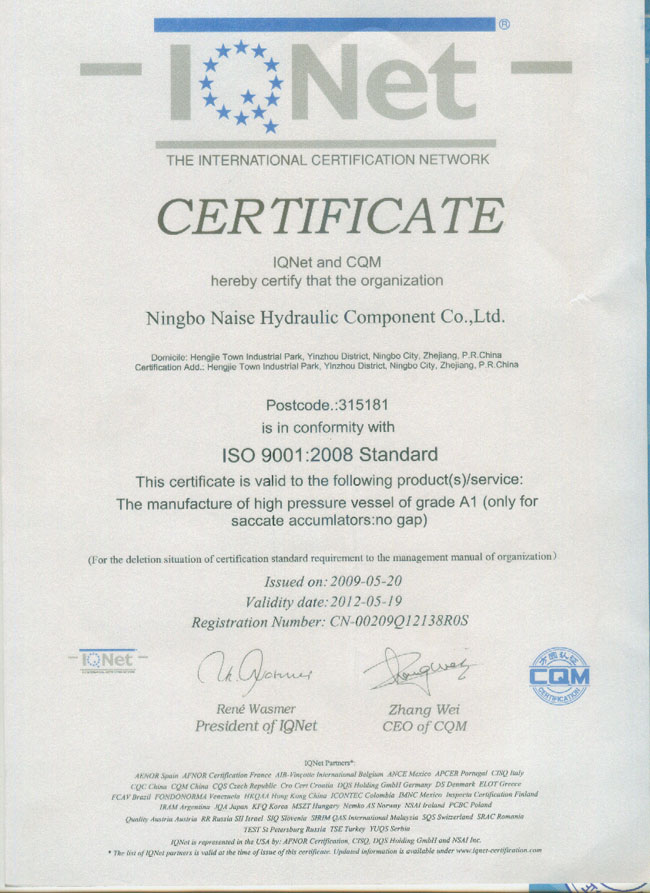 IQNet ®
THE INTERNATIONAL CERTIFICATION NETWORK
CERTIFICATE
IQNet and CQM
hereby certify that the organization
Ningbo Naise Hydraulic Component Co.,Ltd.
Domicile: Hengjie Town Industrial Park, Yinzhou District, Ningbo City, Zhejiang, P.R.China
Certification Add.: Hengjie Town Industrial Park, Yinzhou District, Ningbo City, Zhejiang, P.R.China
Postcode.:315181
is in conformity with
ISO 9001:2008 Standard
This certificate is valid to the following product(s)/service:
The manufacture of high pressure vessel of grade A1 (only for
saccate accumlators:no gap)
(For the deletion situation of certification standard requirement to the management manual of organization)
Issued on: 2009-05-20
Validity date: 2012-05-19
Registration Number: CN-00209Q12138R0S
IQNet
René Wasmer
President of IQNet
Zhang Wei
CEO of CQM
方圆认证
CQM
CERTIFICATION
IQNet Partners*:
AENOR Spain AFNOR Certification France AIB-Vinçotte International Belgium ANCE Mexico APCER Portugal CISQ Italy
CQC China CQM China CQS Czech Republic Cro Cert Croatia DQS Holding GmbH Germany DS Denmark ELOT Greece
FCAV Brazil FONDONORMA Venezuela HKQAA Hong Kong China ICONTEC Colombia IMNC Mexico Inspecta Certification Finland
IRAM Argentina JQA Japan KFQ Korea MSZT Hungary Nemko AS Norway NSAI Ireland PCBC Poland
Quality Austria Austria RR Russia SII Israel SIQ Slovenia SIRIM QAS International Malaysia SQS Switzerland SRAC Romania
TEST St Petersburg Russia TSE Turkey YUQS Serbia
IQNet is represented in the USA by: AFNOR Certification, CISQ, DQS Holding GmbH and NSAI Inc.
* The list of IQNet partners is valid at the time of issue of this certificate. Updated information is available under www.iqnet-certification.com